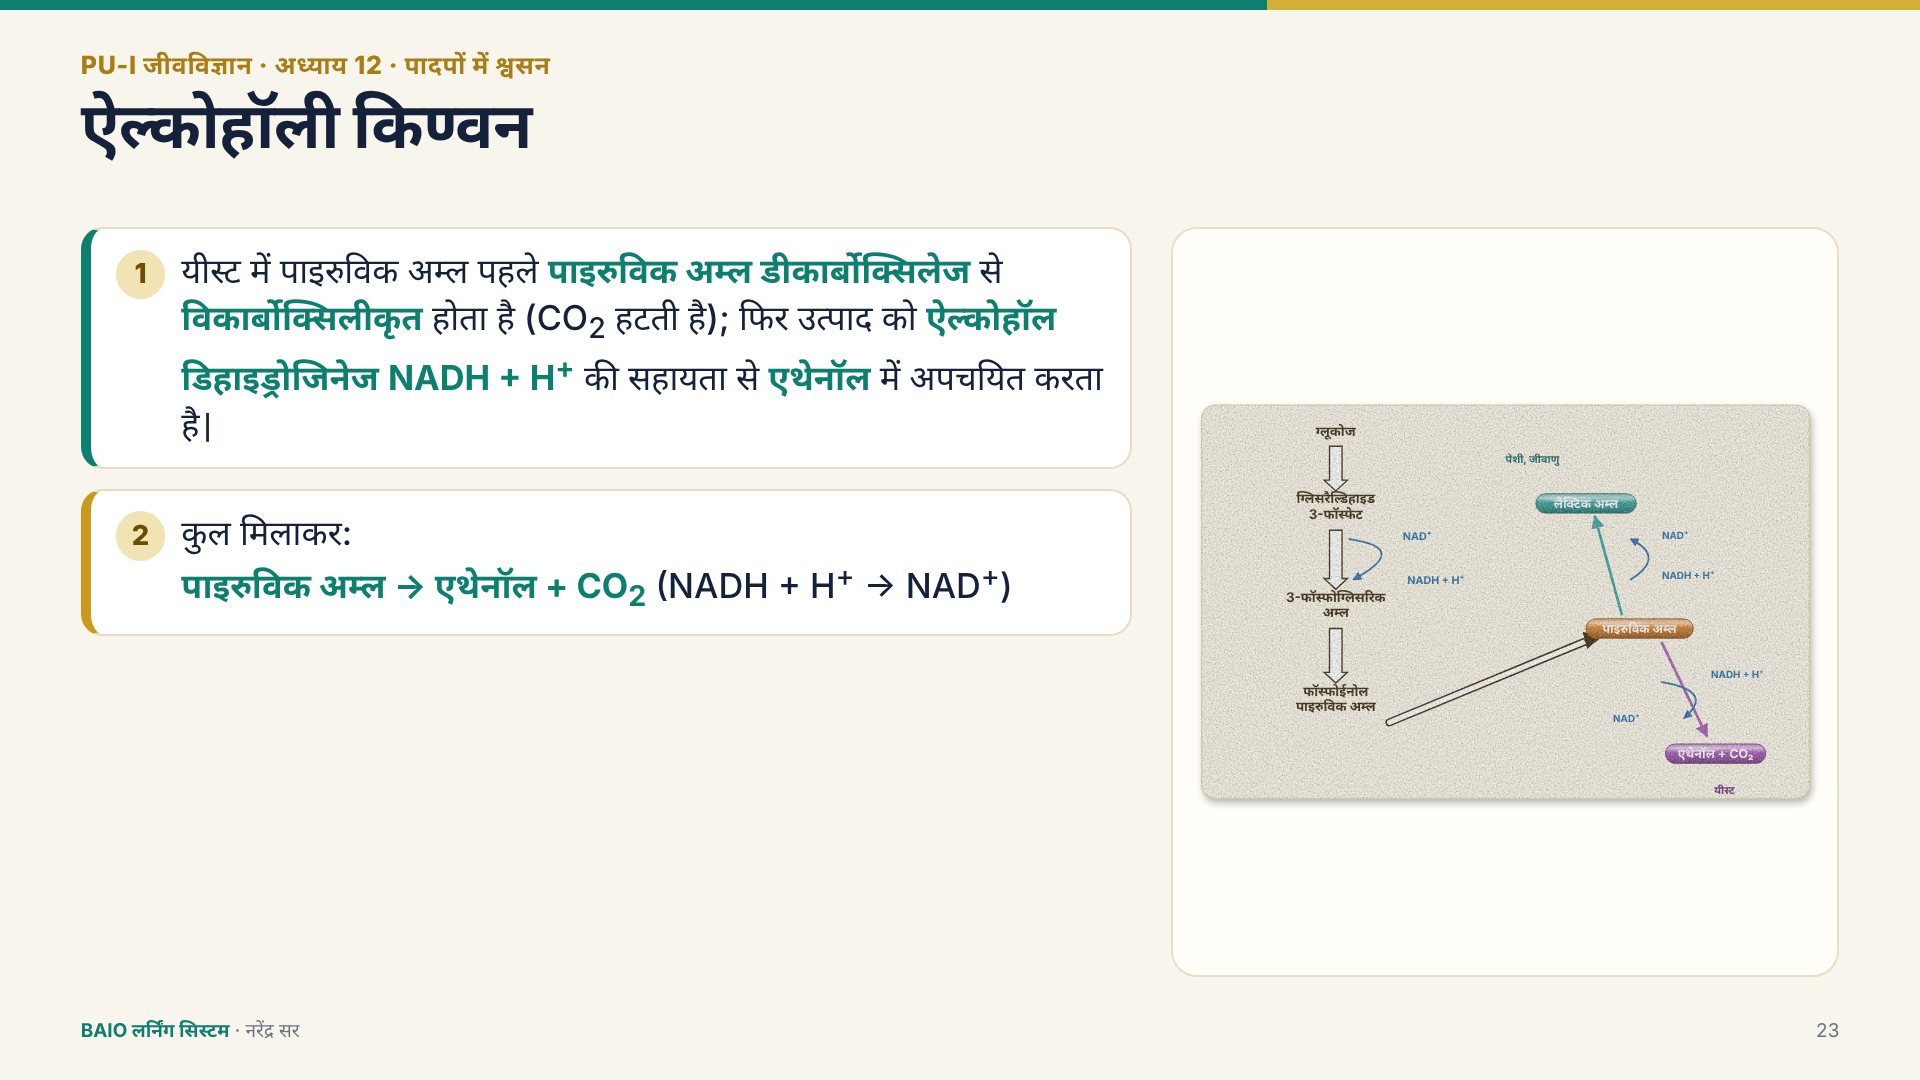 PU-I जीवविज्ञान · अध्याय 12 · पादपों में श्वसन
ऐल्कोहॉली किण्वन
1 यीस्ट में पाइरुविक अम्ल पहले पाइरुविक अम्ल डीकार्बोक्सिलेज से
विकार्बोक्सिलीकृत होता है (CO₂ हटती है); फिर उत्पाद को ऐल्कोहॉल
डिहाइड्रोजिनेज NADH + H⁺ की सहायता से एथेनॉल में अपचयित करता
है।
2 कुल मिलाकर:
पाइरुविक अम्ल → एथेनॉल + CO₂ (NADH + H⁺ → NAD⁺)
ग्लूकोज
ग्लिसरैल्डिहाइड
3-फॉस्फेट
NAD⁺
NADH + H⁺
3-फॉस्फोग्लिसरिक
अम्ल
फॉस्फोईनोल
पाइरुविक अम्ल
पेशी, जीवाणु
लैक्टिक अम्ल
NAD⁺
NADH + H⁺
पाइरुविक अम्ल
NADH + H⁺
NAD⁺
एथेनॉल + CO₂
यीस्ट
BAIO लर्निंग सिस्टम · नरेंद्र सर
23